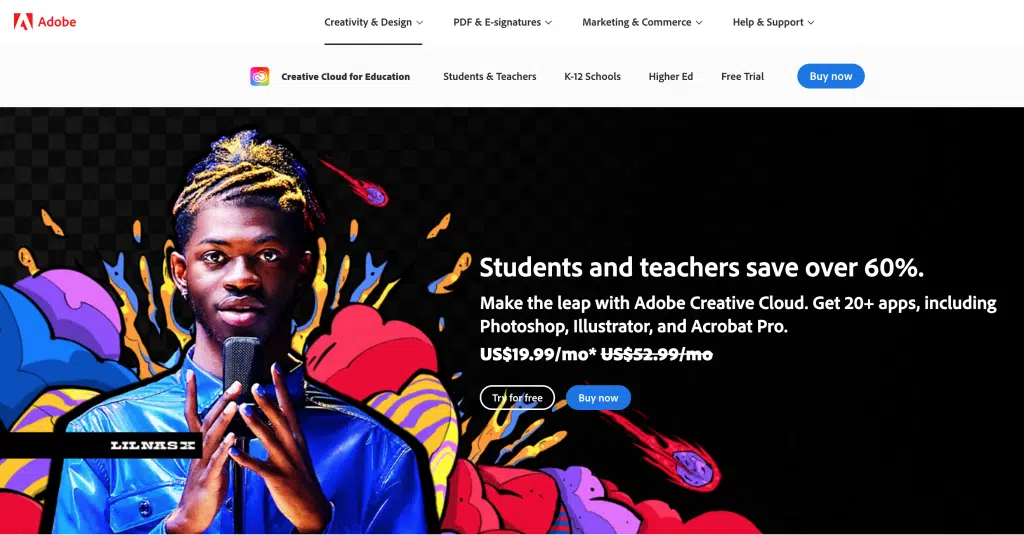 Adobe
Creativity & Design
PDF & E-signatures
Marketing & Commerce
Help & Support
Creative Cloud for Education
Students & Teachers
K-12 Schools
Higher Ed
Free Trial
Buy now
Students and teachers save over 60%.
Make the leap with Adobe Creative Cloud. Get 20+ apps, including
Photoshop, Illustrator, and Acrobat Pro.
US$19.99/mo* US$52.99/mo
Try for free
Buy now
LIL NAS X